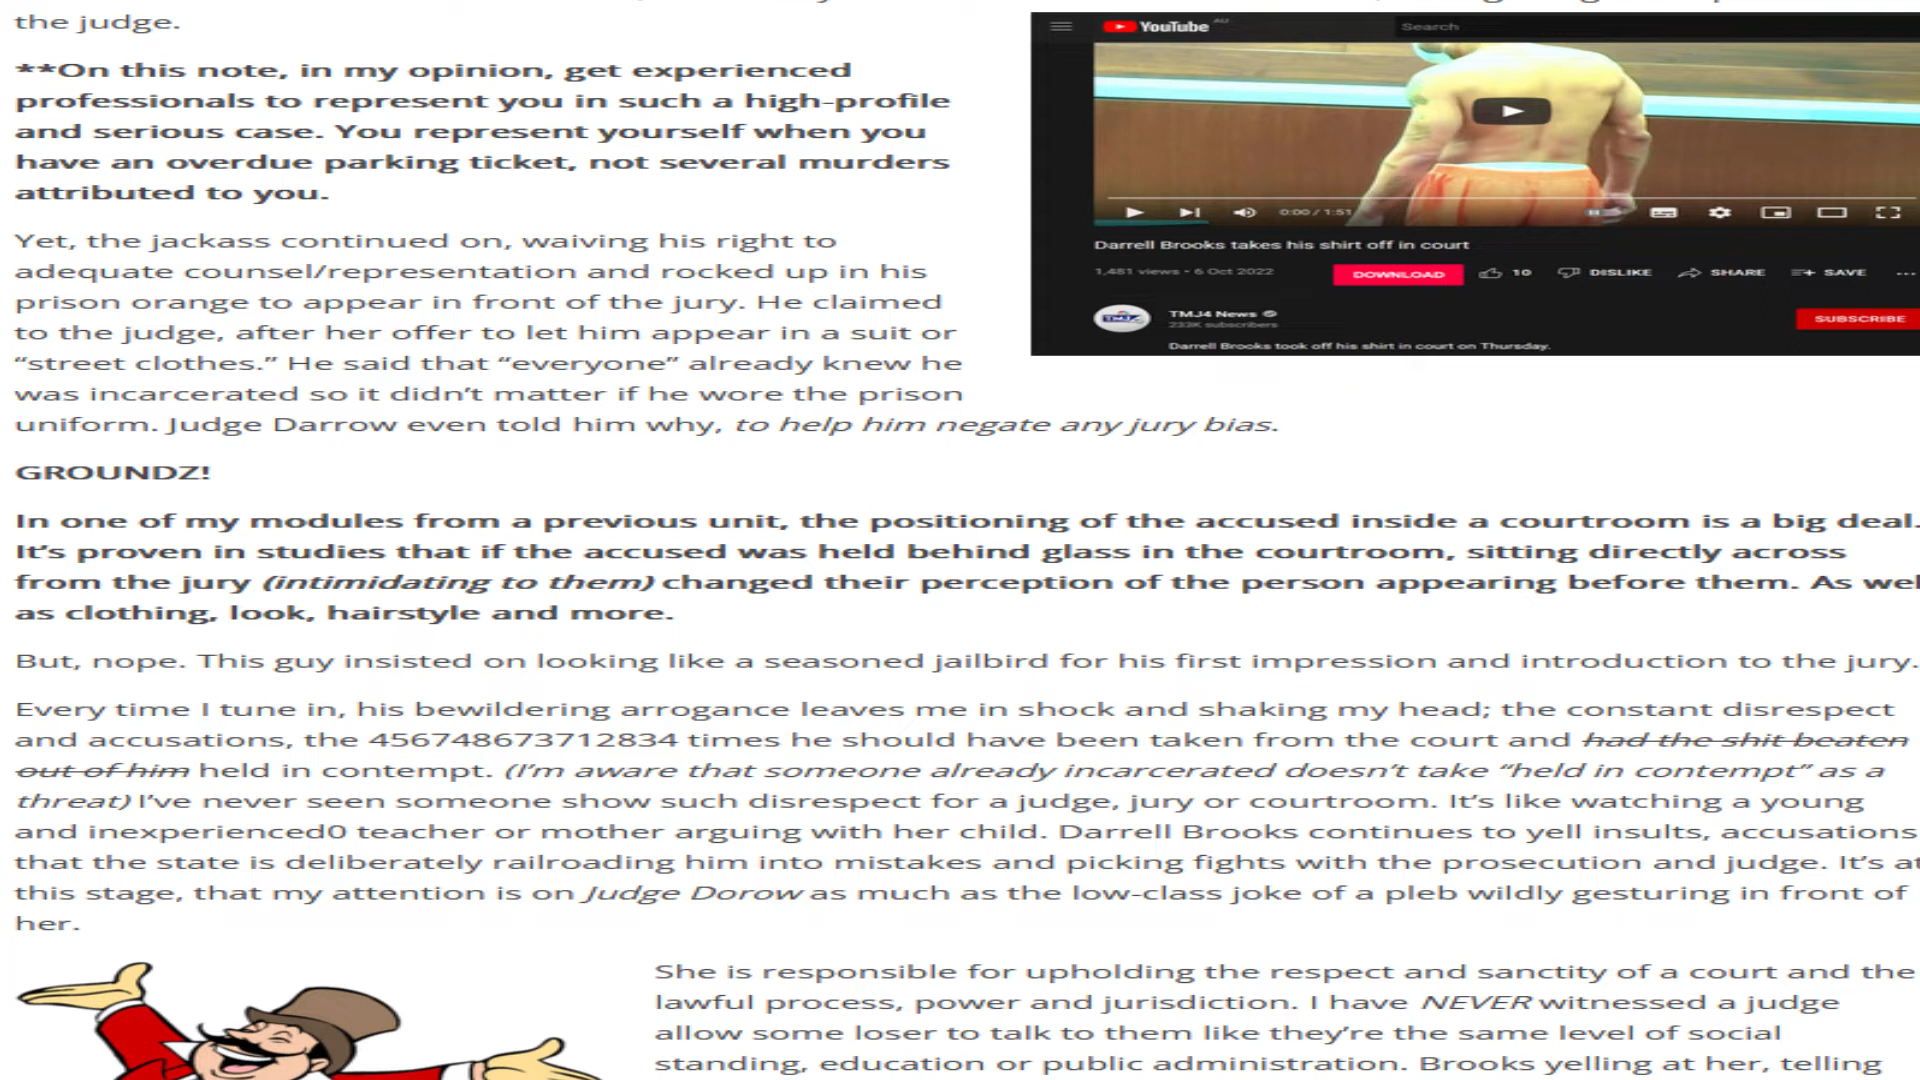 the judge.
**On this note, in my opinion, get experienced
professionals to represent you in such a high-profile
and serious case. You represent yourself when you
have an overdue parking ticket, not several murders
attributed to you.
Yet, the jackass continued on, waiving his right to
adequate counsel/representation and rocked up in his
prison orange to appear in front of the jury. He claimed
to the judge, after her offer to let him appear in a suit or
“street clothes.” He said that “everyone” already knew he
was incarcerated so it didn’t matter if he wore the prison
uniform. Judge Darrow even told him why, to help him negate any jury bias.
YouTube AU
Search
0:00 / 1:51
Darrell Brooks takes his shirt off in court
1,481 views • 6 Oct 2022
DOWNLOAD 10 DISLIKE SHARE SAVE ...
TMJ4 News
233K subscribers
SUBSCRIBE
Darrell Brooks took off his shirt in court on Thursday.
GROUNDZ!
In one of my modules from a previous unit, the positioning of the accused inside a courtroom is a big deal.
It’s proven in studies that if the accused was held behind glass in the courtroom, sitting directly across
from the jury (intimidating to them) changed their perception of the person appearing before them. As wel
as clothing, look, hairstyle and more.
But, nope. This guy insisted on looking like a seasoned jailbird for his first impression and introduction to the jury.
Every time I tune in, his bewildering arrogance leaves me in shock and shaking my head; the constant disrespect
and accusations, the 456748673712834 times he should have been taken from the court and had the shit beaten
out of him held in contempt. (I’m aware that someone already incarcerated doesn’t take “held in contempt” as a
threat) I’ve never seen someone show such disrespect for a judge, jury or courtroom. It’s like watching a young
and inexperienced0 teacher or mother arguing with her child. Darrell Brooks continues to yell insults, accusations
that the state is deliberately railroading him into mistakes and picking fights with the prosecution and judge. It’s at
this stage, that my attention is on Judge Dorow as much as the low-class joke of a pleb wildly gesturing in front of
her.
She is responsible for upholding the respect and sanctity of a court and the
lawful process, power and jurisdiction. I have NEVER witnessed a judge
allow some loser to talk to them like they’re the same level of social
standing, education or public administration. Brooks yelling at her, telling